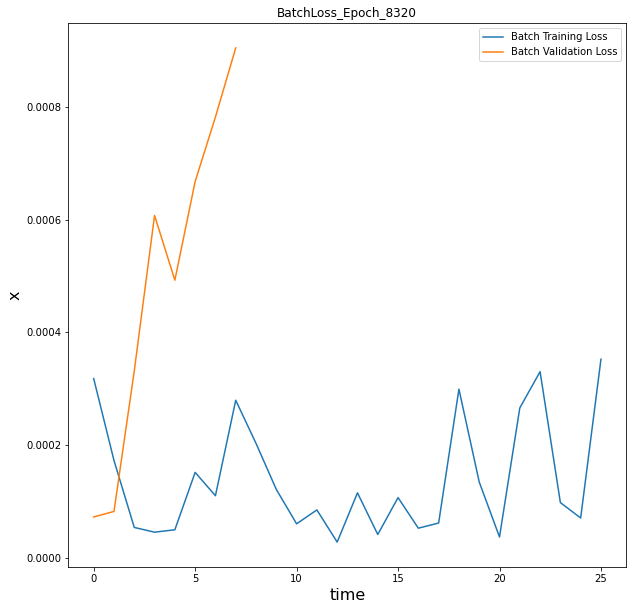 BatchLoss_Epoch_8320
Batch Training Loss
Batch Validation Loss
0.0008
0.0006
0.0004
0.0002
0.0000
x
0 5 10 15 20 25
time